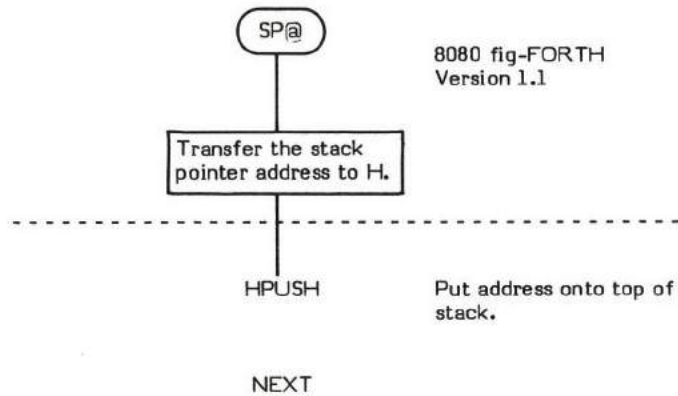 SP@
8080 fig-FORTH
Version 1.1
Transfer the stack
pointer address to H.
HPUSH
Put address onto top of
stack.
NEXT